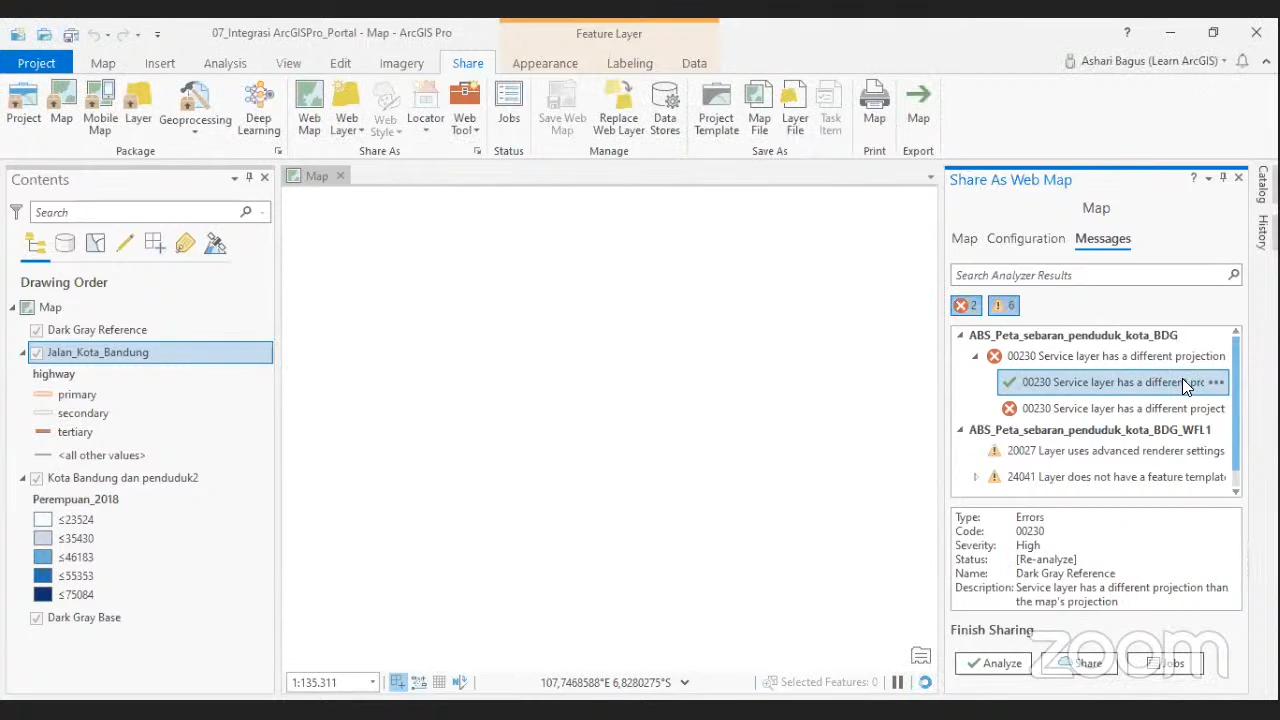 07_Integrasi ArcGISPro_Portal - Map - ArcGIS Pro
Feature Layer
?
Project
Map
Insert
Analysis
View
Edit
Imagery
Share
Appearance
Labeling
Data
Ashari Bagus (Learn ArcGIS)
Project
Map
Mobile Map
Layer
Geoprocessing
Deep Learning
Web Map
Web Layer
Web Style
Locator
Web Tool
Jobs
Save Web Map
Replace Web Layer
Data Stores
Project Template
Map File
Layer File
Task Item
Map
Map
Package
Share As
Status
Manage
Save As
Print
Export
Contents
Search
Drawing Order
Map
Dark Gray Reference
Jalan_Kota_Bandung
highway
primary
secondary
tertiary
<all other values>
Kota Bandung dan penduduk2
Perempuan_2018
≤23524
≤35430
≤46183
≤55353
≤75084
Dark Gray Base
Map
1:135.311
107,7468588°E 6,8280275°S
Selected Features: 0
Share As Web Map
?
Map
Map
Configuration
Messages
Search Analyzer Results
2
6
ABS_Peta_sebaran_penduduk_kota_BDG
00230 Service layer has a different projection
00230 Service layer has a different pro
00230 Service layer has a different project
ABS_Peta_sebaran_penduduk_kota_BDG_WFL1
20027 Layer uses advanced renderer settings
24041 Layer does not have a feature templat
Type: Errors
Code: 00230
Severity: High
Status: [Re-analyze]
Name: Dark Gray Reference
Description: Service layer has a different projection than
the map's projection
Finish Sharing
Analyze
Share
Jobs
zoom
Catalog
History